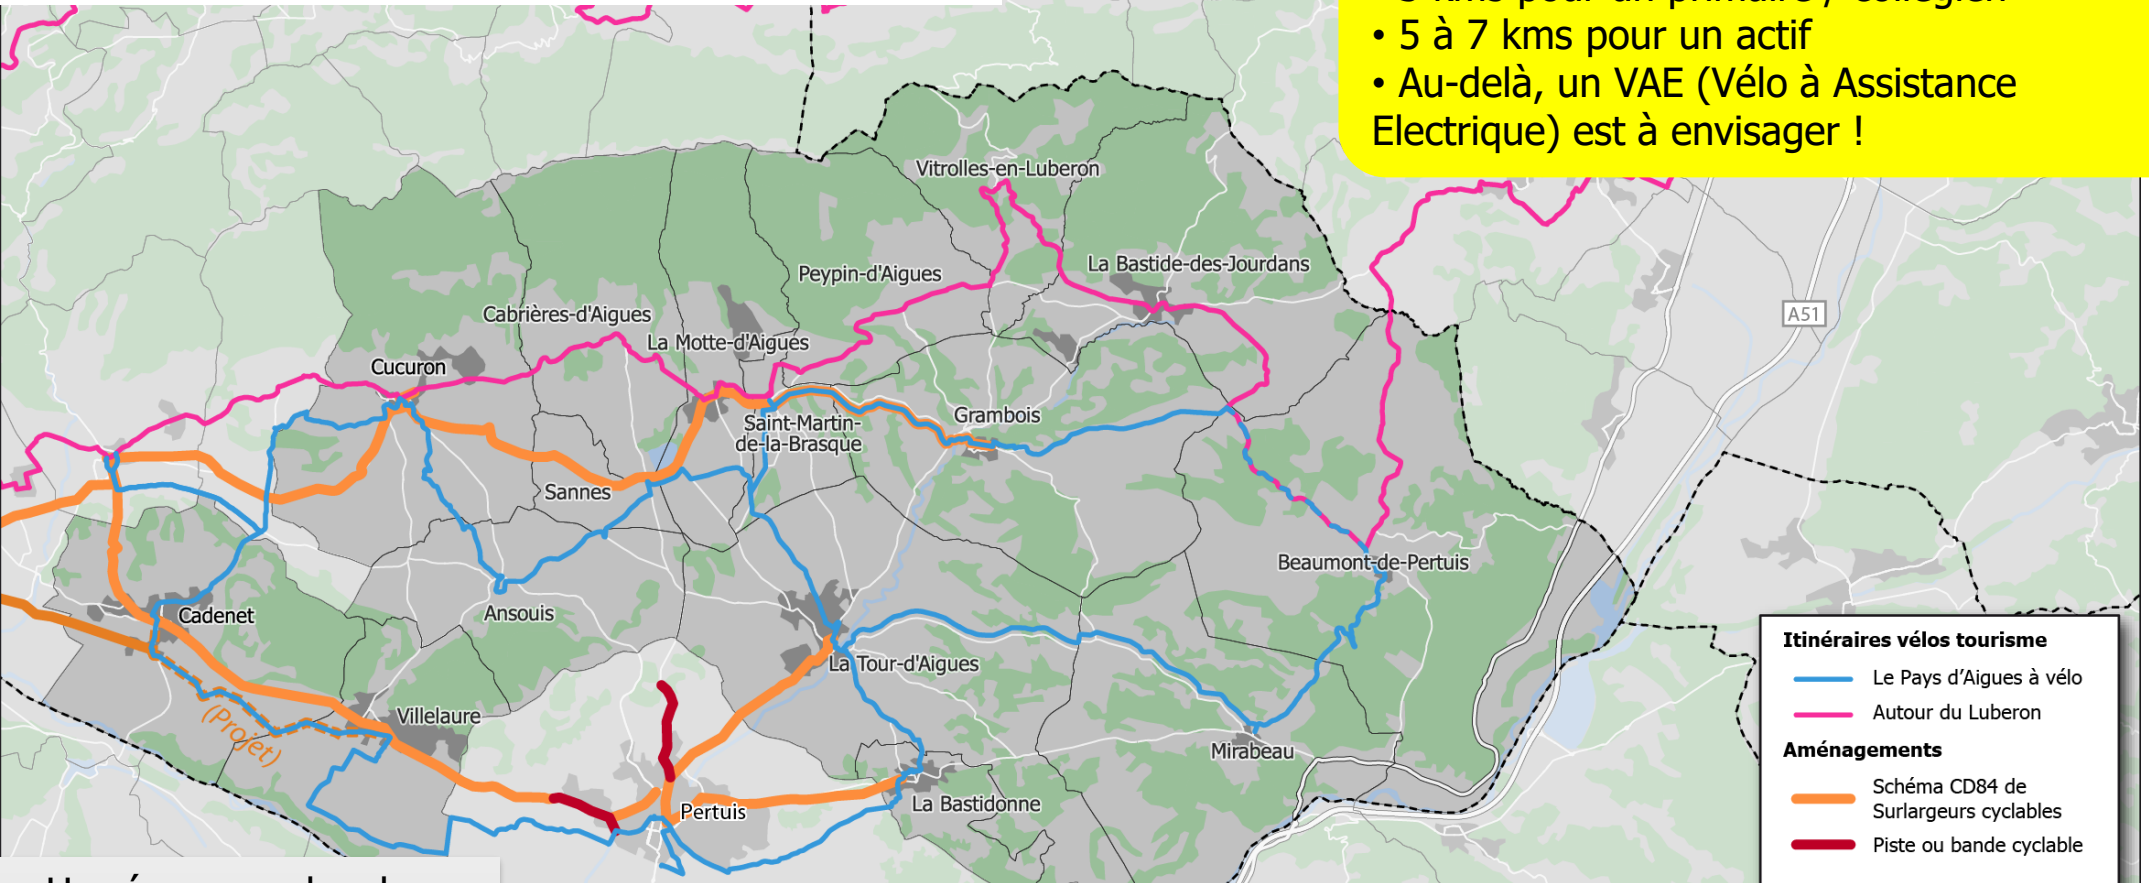 • 5 à 7 kms pour un actif
• Au-delà, un VAE (Vélo à Assistance
Electrique) est à envisager !
Vitrolles-en-Luberon
La Bastide-des-Jourdans
Peypin-d'Aigues
A51
Cabrières-d'Aigues
La Motte-d'Aigues
Cucuron
Grambois
Saint-Martin-
de-la-Brasque
Sannes
Beaumont-de-Pertuis
Ansouis
Cadenet
La Tour-d'Aigues
Villelaure
(Projet)
Mirabeau
Pertuis
La Bastidonne
Itinéraires vélos tourisme
Le Pays d’Aigues à vélo
Autour du Luberon
Aménagements
Schéma CD84 de
Surlargeurs cyclables
Piste ou bande cyclable